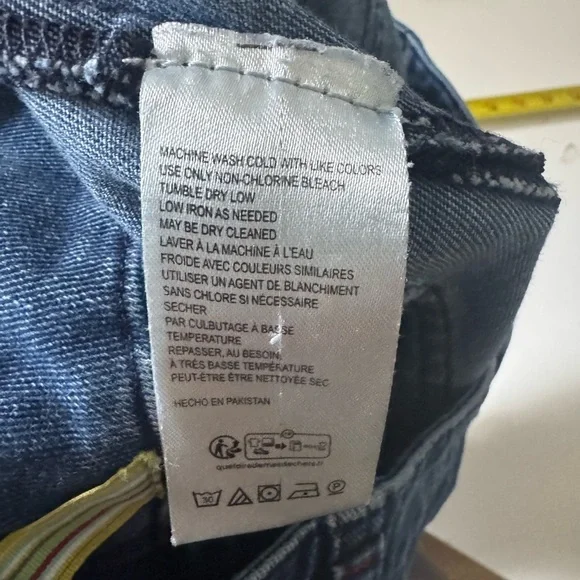 MACHINE WASH COLD WITH LIKE COLORS
USE ONLY NON-CHLORINE BLEACH
TUMBLE DRY LOW
LOW IRON AS NEEDED
MAY BE DRY CLEANED
LAVER À LA MACHINE À L'EAU
FROIDE AVEC COULEURS SIMILAIRES
UTILISER UN AGENT DE BLANCHIMENT
SANS CHLORE SI NÉCESSAIRE
SECHER
PAR CULBUTAGE À BASSE
TEMPERATURE
REPASSER, AU BESOIN,
À TRÈS BASSE TEMPÉRATURE
PEUT-ÊTRE ÊTRE NETTOYÉE SEC
HECHO EN PAKISTAN
quefairedemesdechets.fr
30 P